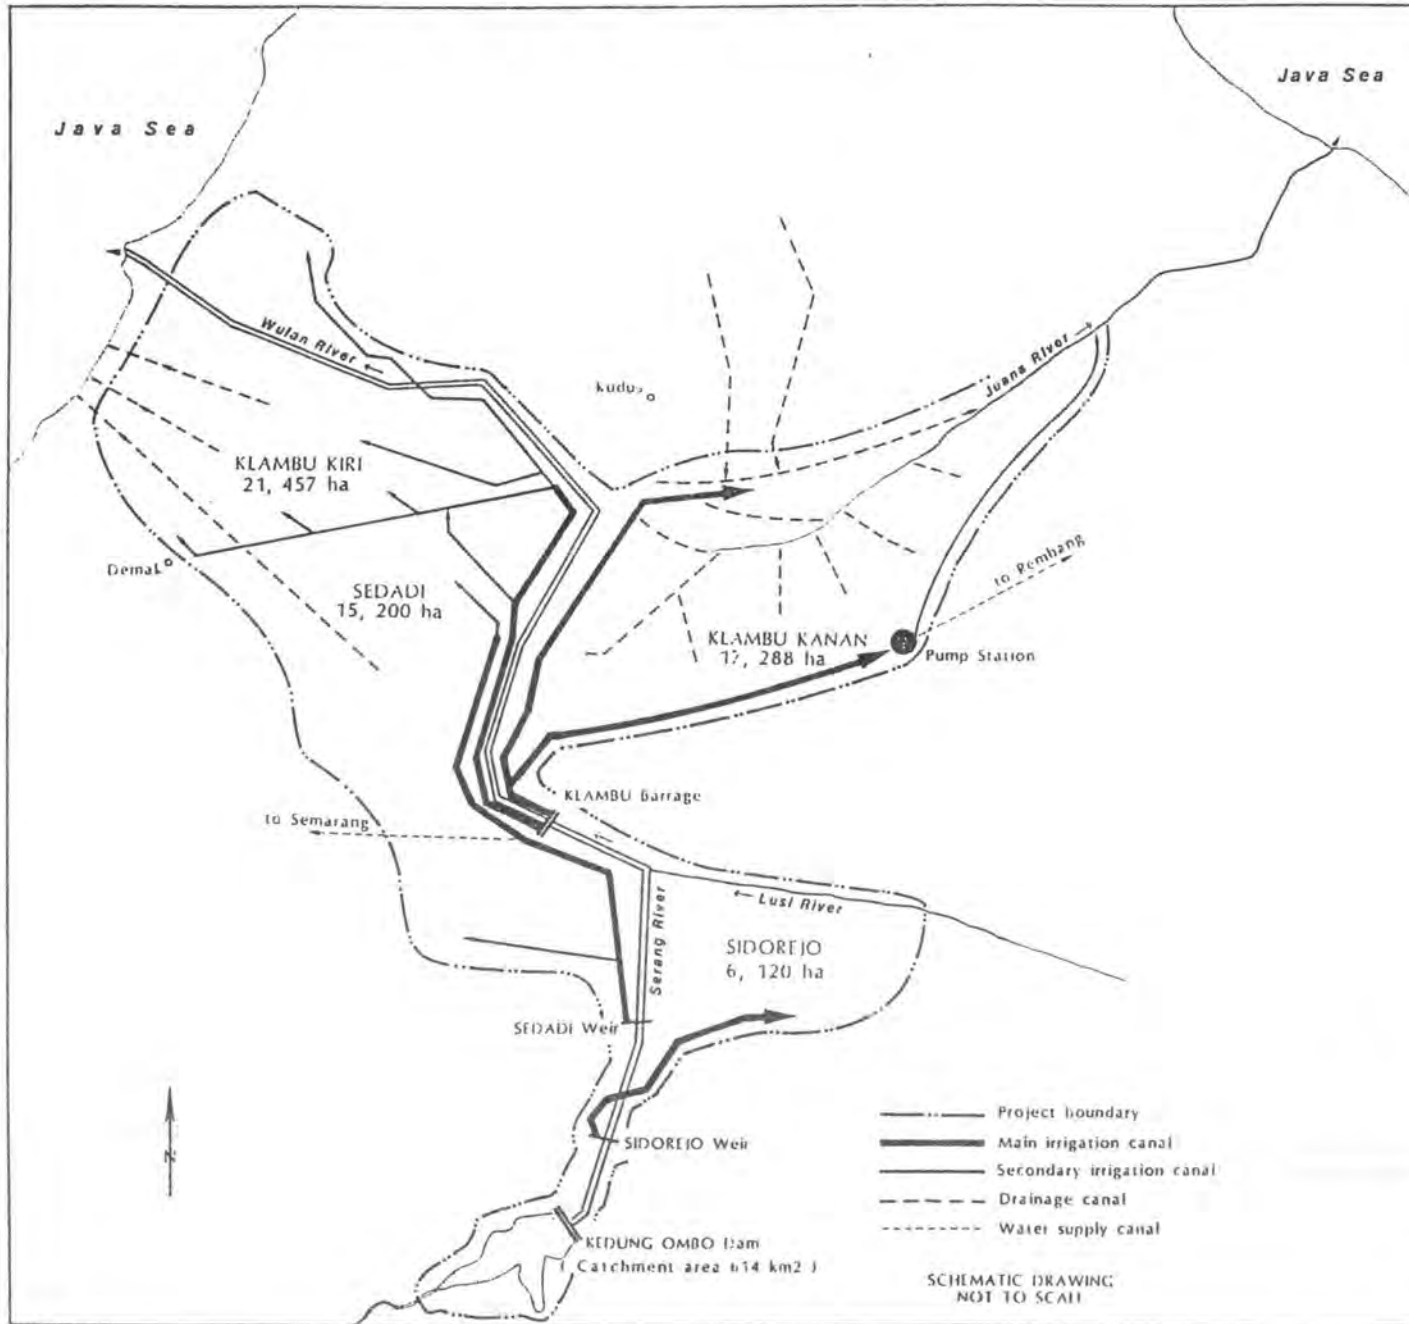 Java Sea
Java Sea
Wulan River
Kudus
Juana River
KLAMBU KIRI
21, 457 ha
Demak
to Rembang
SEDADI
15, 200 ha
KLAMBU KANAN
288 ha
Pump Station
KLAMBU Barrage
to Semarang
Serang River
Lusi River
SIDOREJO
6, 120 ha
SEDADI Weir
SIDOREJO Weir
N
KEDUNG OMBO Dam
( Catchment area 614 km2 )
Project boundary
Main irrigation canal
Secondary irrigation canal
Drainage canal
Water supply canal
SCHEMATIC DRAWING
NOT TO SCALE